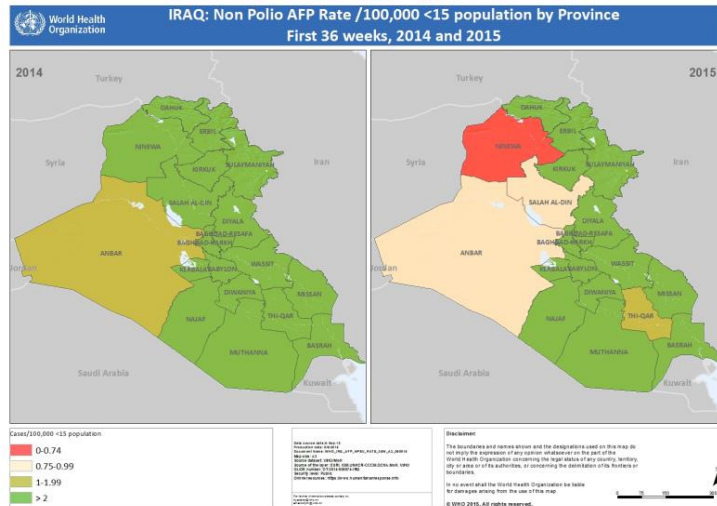 World Health
Organization
IRAQ: Non Polio AFP Rate /100,000 <15 population by Province
First 36 weeks, 2014 and 2015
2014
Turkey
Syria
Iran
Jordan
Saudi Arabia
Kuwait
DAHUK
NINEWA
ERBIL
KIRKUK
SULAYMANIYAH
SALAH AL-DIN
DIYALA
ANBAR
BAGHDAD-RESAFA
BAGHDAD-KARKH
KERBALA
BABYLON
WASSIT
DIWANIYA
MISSAN
THI-QAR
NAJAF
MUTHANNA
BASRAH
2015
Turkey
Syria
Iran
Jordan
Saudi Arabia
Kuwait
DAHUK
NINEWA
ERBIL
KIRKUK
SULAYMANIYAH
SALAH AL-DIN
DIYALA
ANBAR
BAGHDAD-RESAFA
BAGHDAD-KARKH
KERBALA
BABYLON
WASSIT
DIWANIYA
MISSAN
THI-QAR
NAJAF
MUTHANNA
BASRAH
Cases/100,000 <15 population
0-0.74
0.75-0.99
1-1.99
> 2
Disclaimer:
The boundaries and names shown and the designations used on this map do
not imply the expression of any opinion whatsoever on the part of the
World Health Organization concerning the legal status of any country, territory,
city or area or of its authorities, or concerning the delimitation of its frontiers or
boundaries.
In no event shall the World Health Organization be liable
for damages arising from the use of this map
© WHO 2015. All rights reserved.